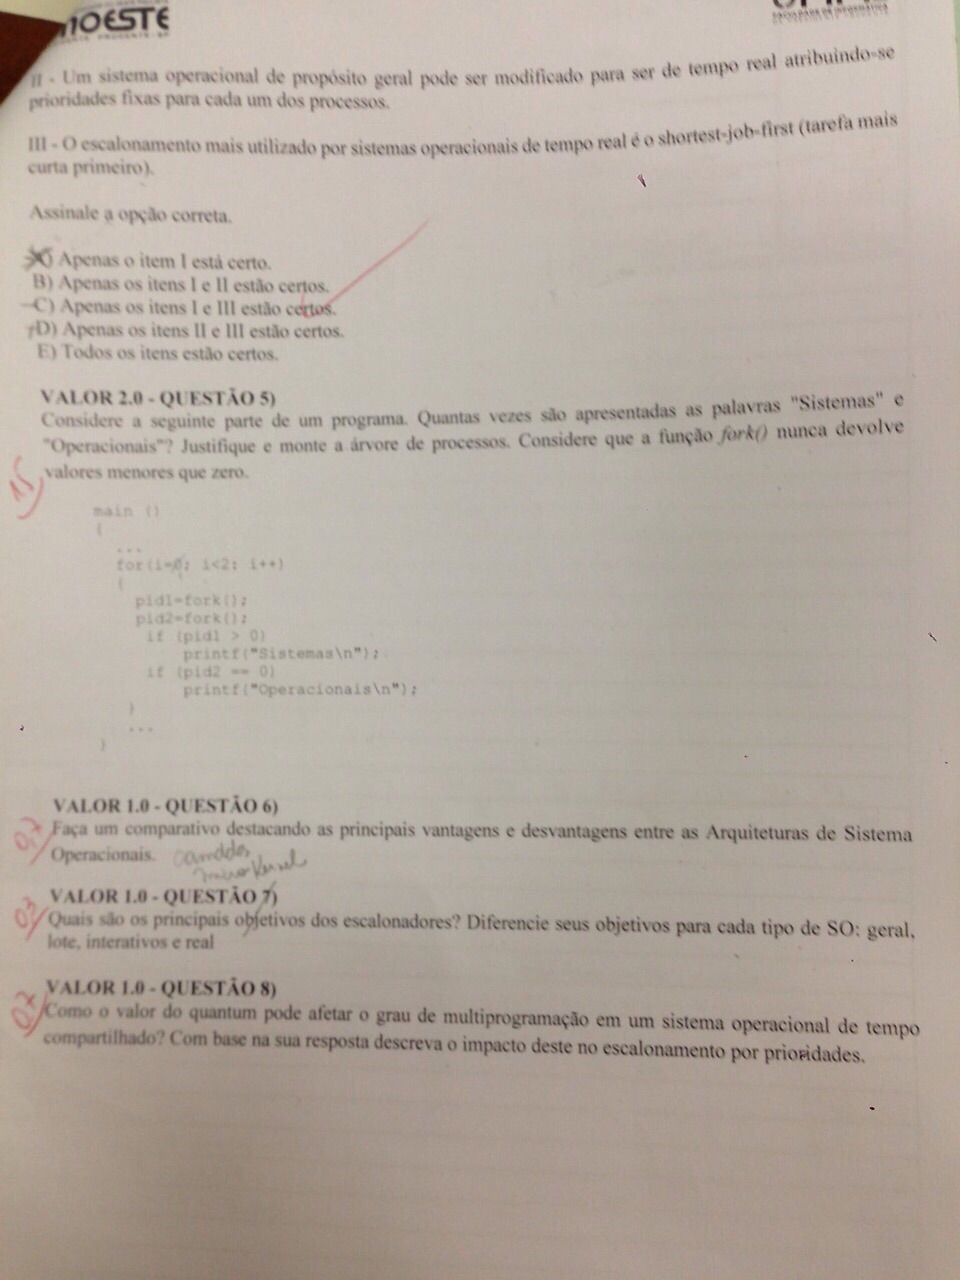 NOESTE
II - Um sistema operacional de propósito geral pode ser modificado para ser de tempo real atribuindo-se
prioridades fixas para cada um dos processos.
III - O escalonamento mais utilizado por sistemas operacionais de tempo real é o shortest-job-first (tarefa mais
curta primeiro).
Assinale a opção correta.
Apenas o item I está certo.
B) Apenas os itens I e II estão certos.
C) Apenas os itens I e III estão certos.
D) Apenas os itens II e III estão certos.
E) Todos os itens estão certos.
VALOR 2.0 - QUESTÃO 5)
Considere a seguinte parte de um programa. Quantas vezes são apresentadas as palavras "Sistemas" e
"Operacionais"? Justifique e monte a árvore de processos. Considere que a função fork() nunca devolve
valores menores que zero.
main ()
{
...
for(i=0; i<2; i++)
{
pid1=fork();
pid2=fork();
if (pid1 > 0)
printf("Sistemas\n");
if (pid2 == 0)
printf("Operacionais\n");
}
...
}
VALOR 1.0 - QUESTÃO 6)
Faça um comparativo destacando as principais vantagens e desvantagens entre as Arquiteturas de Sistema
Operacionais.
VALOR 1.0 - QUESTÃO 7)
Quais são os principais objetivos dos escalonadores? Diferencie seus objetivos para cada tipo de SO: geral,
lote, interativos e real
VALOR 1.0 - QUESTÃO 8)
Como o valor do quantum pode afetar o grau de multiprogramação em um sistema operacional de tempo
compartilhado? Com base na sua resposta descreva o impacto deste no escalonamento por prioridades.